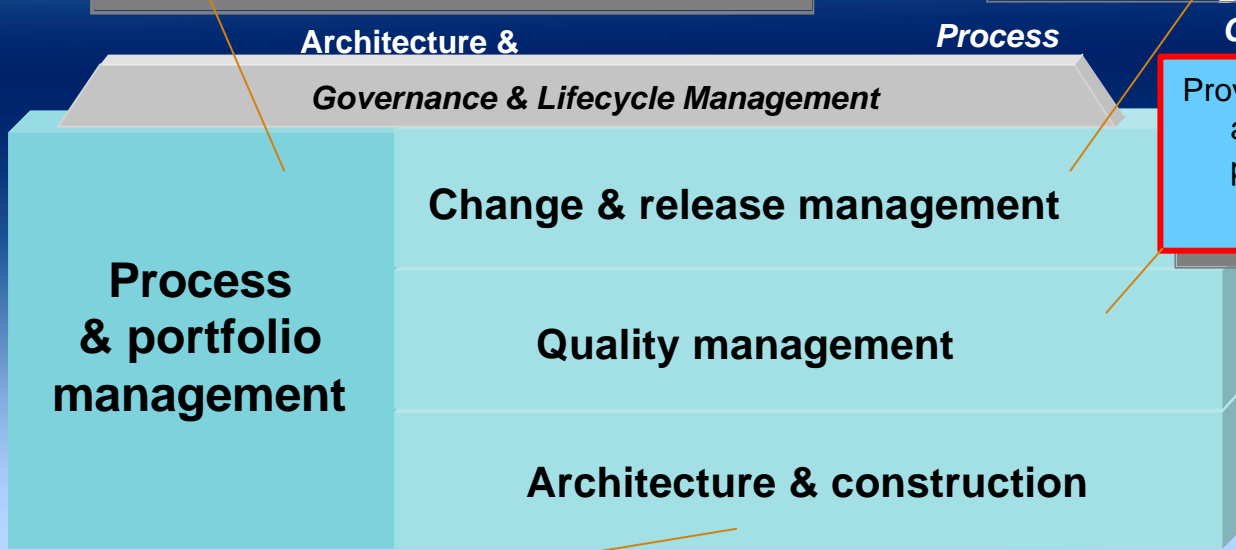 Architecture &
Process
Governance & Lifecycle Management
Change & release management
Process
& portfolio
management
Quality management
Architecture & construction